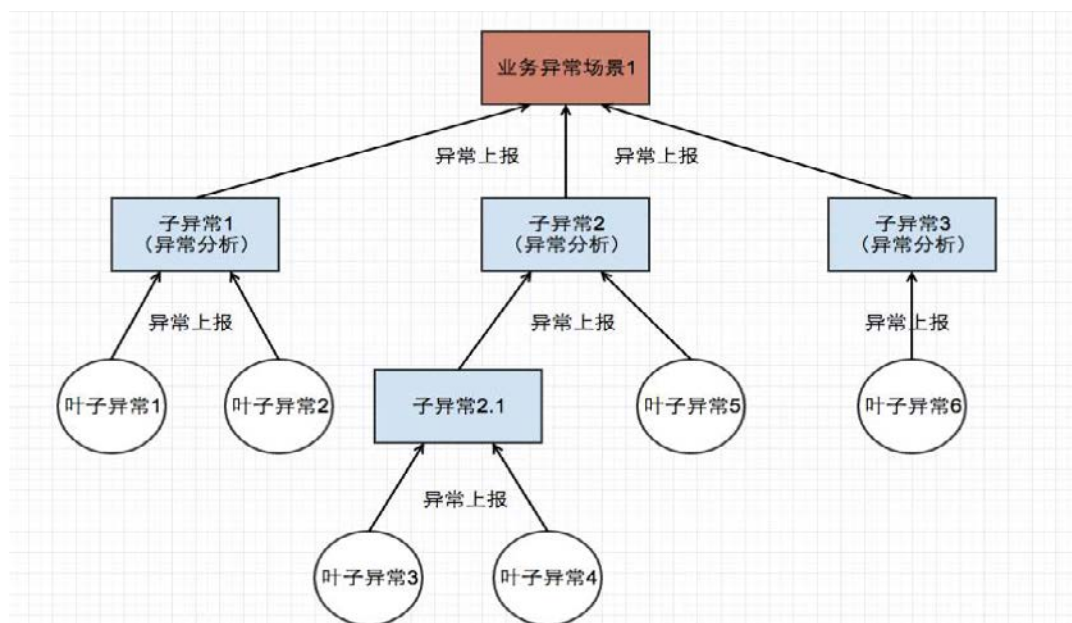 业务异常场景1
异常上报
异常上报
子异常1
（异常分析）
子异常2
（异常分析）
子异常3
（异常分析）
异常上报
异常上报
异常上报
叶子异常1
叶子异常2
子异常2.1
叶子异常5
叶子异常6
异常上报
叶子异常3
叶子异常4